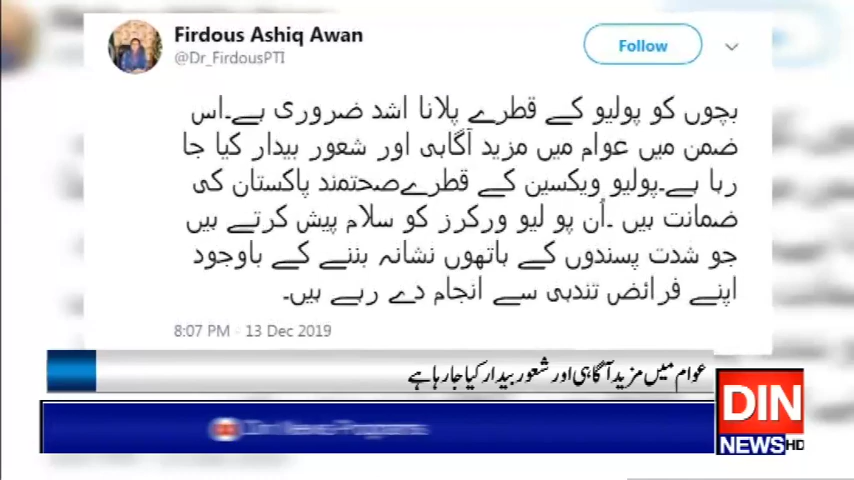 Firdous Ashiq Awan
@Dr_FirdousPTI
Follow
بچوں کو پولیو کے قطرے پلانا اشد ضروری ہے۔اس
ضمن میں عوام میں مزید آگاہی اور شعور بیدار کیا جا
رہا ہے۔پولیو ویکسین کے قطرےصحتمند پاکستان کی
ضمانت ہیں ۔اُن پو لیو ورکرز کو سلام پیش کرتے ہیں
جو شدت پسندوں کے ہاتھوں نشانہ بننے کے باوجود
اپنے فرائض تندہی سے انجام دے رہے ہیں۔
8:07 PM - 13 Dec 2019
عوام میں مزید آگاہی اور شعور بیدار کیا جا رہا ہے
Din News Programs
DIN
NEWS HD